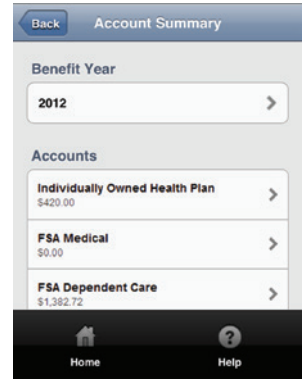 Back
Account Summary
Benefit Year
2012
Accounts
Individually Owned Health Plan
$420.00
FSA Medical
$0.00
FSA Dependent Care
$1,382.72
Home
Help